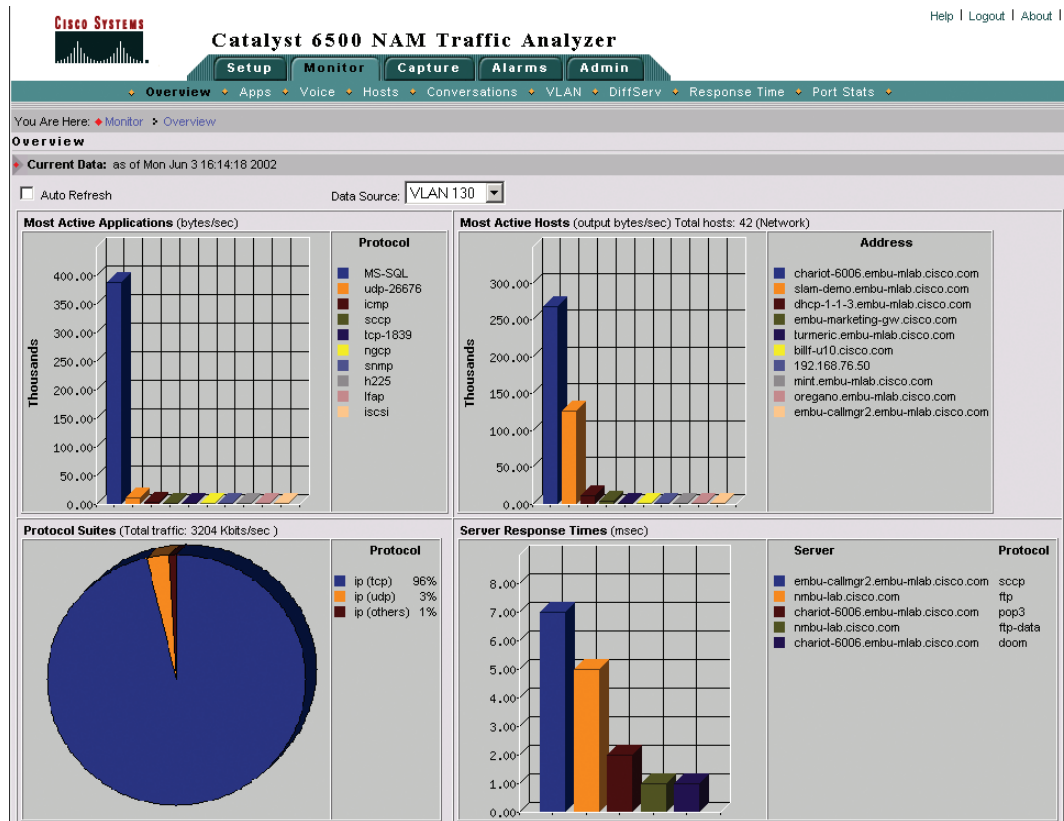 Cisco Systems
Help | Logout | About |
Catalyst 6500 NAM Traffic Analyzer
Setup Monitor Capture Alarms Admin
Overview Apps Voice Hosts Conversations VLAN DiffServ Response Time Port Stats
You Are Here: Monitor Overview
Overview
Current Data: as of Mon Jun 3 16:14:18 2002
Auto Refresh Data Source: VLAN 130
Most Active Applications (bytes/sec)
Thousands
400.00
350.00
300.00
250.00
200.00
150.00
100.00
50.00
0.00
Protocol
MS-SQL
udp-26676
icmp
sccp
tcp-1839
ngcp
snmp
h225
lfap
iscsi
Most Active Hosts (output bytes/sec) Total hosts: 42 (Network)
Thousands
300.00
250.00
200.00
150.00
100.00
50.00
0.00
Address
chariot-6006.embu-mlab.cisco.com
slam-demo.embu-mlab.cisco.com
dhcp-1-1-3.embu-mlab.cisco.com
embu-marketing-gw.cisco.com
turmeric.embu-mlab.cisco.com
billf-u10.cisco.com
192.168.76.50
mint.embu-mlab.cisco.com
oregano.embu-mlab.cisco.com
embu-callmgr2.embu-mlab.cisco.com
Protocol Suites (Total traffic: 3204 Kbits/sec )
Protocol
ip (tcp) 96%
ip (udp) 3%
ip (others) 1%
Server Response Times (msec)
8.00
7.00
6.00
5.00
4.00
3.00
2.00
1.00
0.00
Server Protocol
embu-callmgr2.embu-mlab.cisco.com sccp
nmbu-lab.cisco.com ftp
chariot-6006.embu-mlab.cisco.com pop3
nmbu-lab.cisco.com ftp-data
chariot-6006.embu-mlab.cisco.com doom